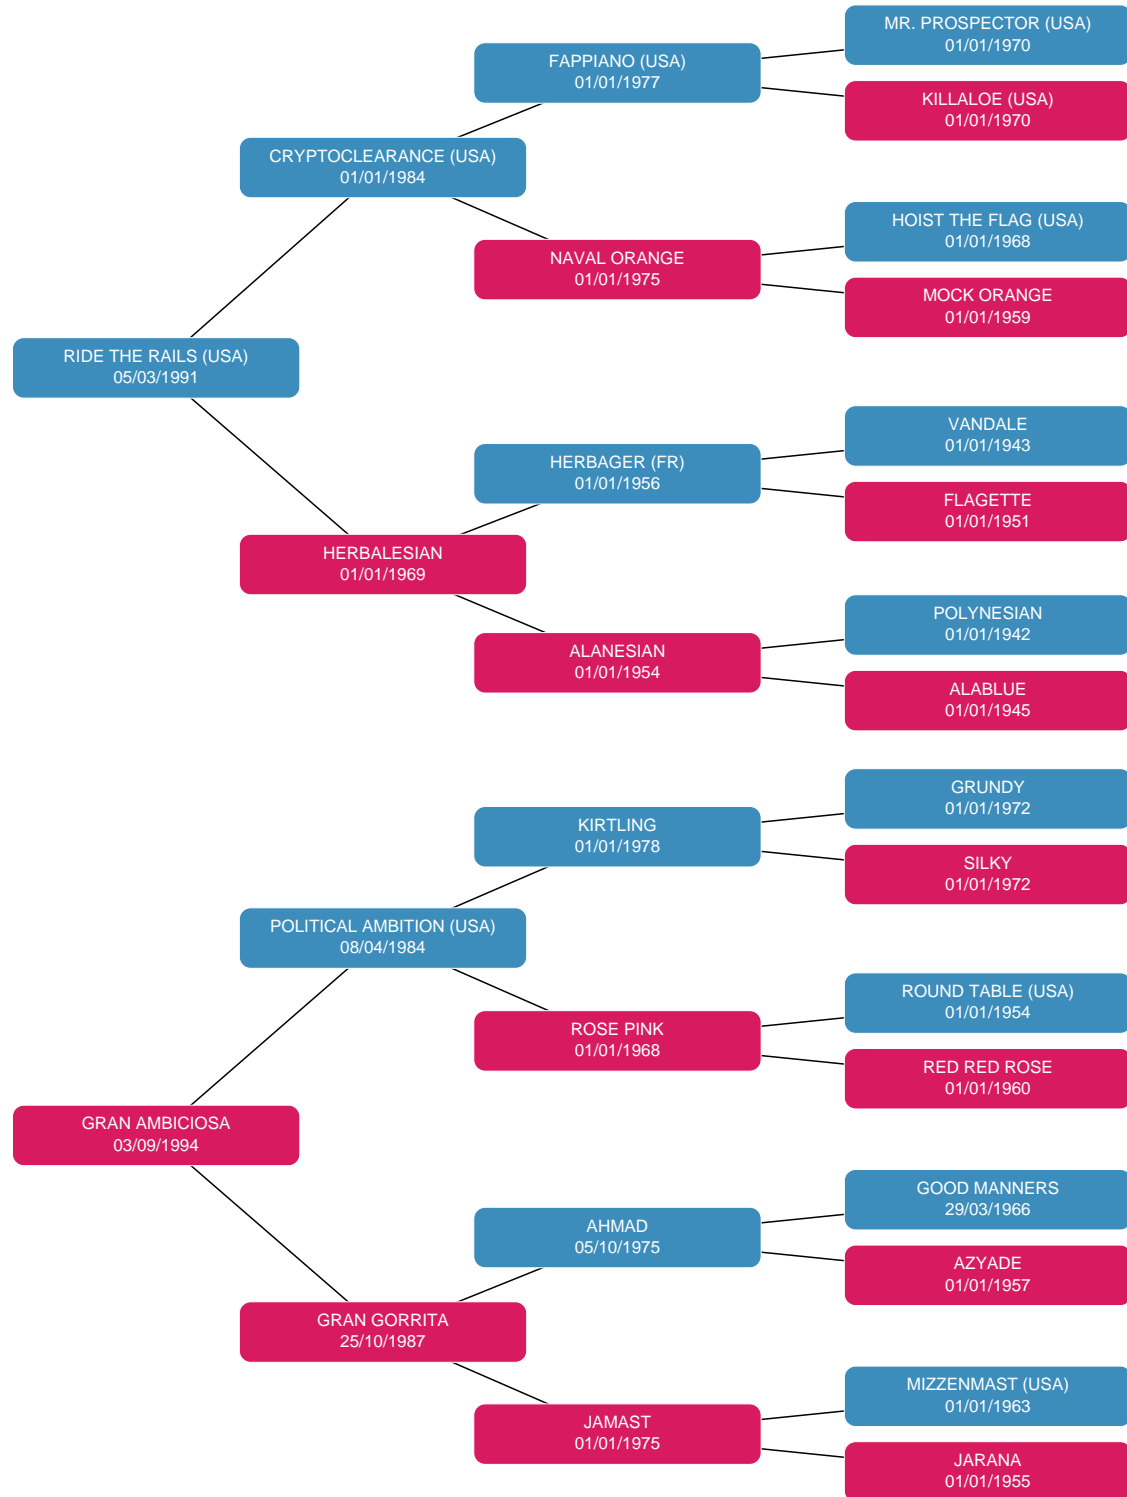 MR. PROSPECTOR (USA)
01/01/1970
FAPPIANO (USA)
01/01/1977
KILLALOE (USA)
01/01/1970
CRYPTOCLEARANCE (USA)
01/01/1984
HOIST THE FLAG (USA)
01/01/1968
NAVAL ORANGE
01/01/1975
MOCK ORANGE
01/01/1959
RIDE THE RAILS (USA)
05/03/1991
VANDALE
01/01/1943
HERBAGER (FR)
01/01/1956
FLAGETTE
01/01/1951
HERBALESIAN
01/01/1969
POLYNESIAN
01/01/1942
ALANESIAN
01/01/1954
ALABLUE
01/01/1945
GRUNDY
01/01/1972
KIRTLING
01/01/1978
SILKY
01/01/1972
POLITICAL AMBITION (USA)
08/04/1984
ROUND TABLE (USA)
01/01/1954
ROSE PINK
01/01/1968
RED RED ROSE
01/01/1960
GRAN AMBICIOSA
03/09/1994
GOOD MANNERS
29/03/1966
AHMAD
05/10/1975
AZYADE
01/01/1957
GRAN GORRITA
25/10/1987
MIZZENMAST (USA)
01/01/1963
JAMAST
01/01/1975
JARANA
01/01/1955